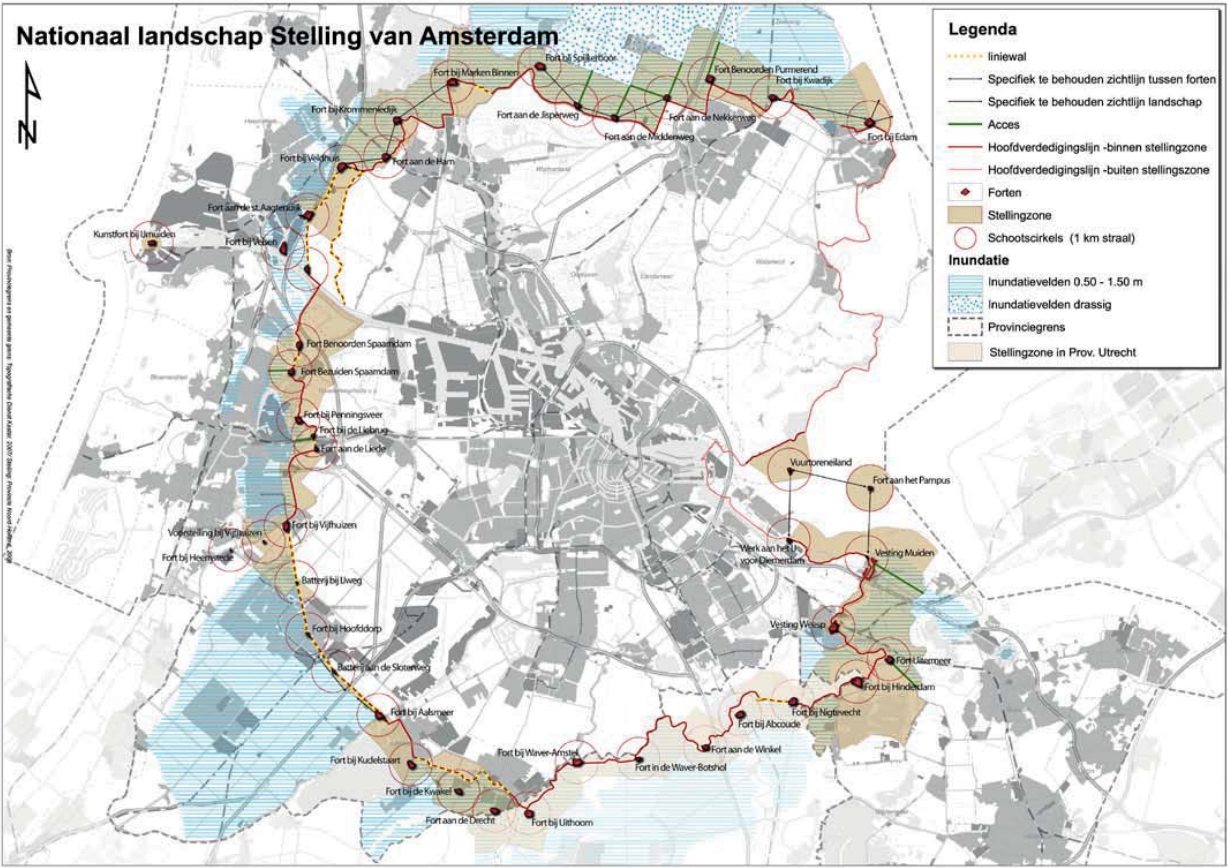 Nationaal landschap Stelling van Amsterdam
N
Legenda
liniewal
Specifiek te behouden zichtlijn tussen forten
Specifiek te behouden zichtlijn landschap
Acces
Hoofdverdedigingslijn -binnen stellingzone
Hoofdverdedigingslijn -buiten stellingszone
Forten
Stellingzone
Schootscirkels (1 km straal)
Inundatie
Inundatievelden 0.50 - 1.50 m
Inundatievelden drassig
Provinciegrens
Stellingzone in Prov. Utrecht
Fort bij Spijkerboor
Fort bij Marken Binnen
Fort Benoorden Purmerend
Fort bij Kwadijk
Fort bij Krommeniedijk
Fort aan de Jisperweg
Fort aan de Nekkerweg
Fort aan de Middenweg
Fort bij Edam
Fort bij Veldhuis
Fort aan de Ham
Fort aan de st. Aagtendijk
Kunstfort bij IJmuiden
Fort bij Velsen
Fort Benoorden Spaarndam
Fort Bezuiden Spaarndam
Fort bij Penningsveer
Fort bij de Liebrug
Fort aan de Liede
Vuurtoreneiland
Fort aan het Pampus
Fort bij Vijfhuizen
Voorstelling bij Vijfhuizen
Fort bij Heemstede
Werk aan het IJ
voor Diemerdam
Vesting Muiden
Batterij bij IJweg
Vesting Weesp
Fort bij Hoofddorp
Batterij aan de Sloterweg
Fort Uitermeer
Fort bij Hinderdam
Fort bij Aalsmeer
Fort bij Nigtevecht
Fort bij Abcoude
Fort bij Kudelstaart
Fort bij Waver-Amstel
Fort aan de Winkel
Fort in de Waver-Botshol
Fort bij de Kwakel
Fort aan de Drecht
Fort bij Uithoorn